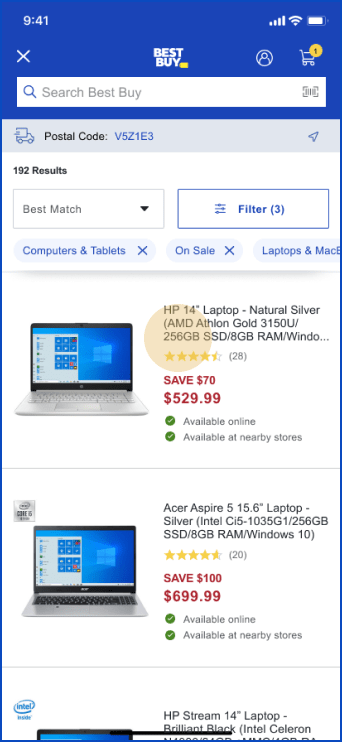 9:41
BEST
BUY
1
Search Best Buy
Postal Code: V5Z1E3
192 Results
Best Match
Filter (3)
Computers & Tablets
On Sale
Laptops & MacB
HP 14" Laptop - Natural Silver
(AMD Athlon Gold 3150U/
256GB SSD/8GB RAM/Windo...
(28)
SAVE $70
$529.99
Available online
Available at nearby stores
Acer Aspire 5 15.6" Laptop -
Silver (Intel Ci5-1035G1/256GB
SSD/8GB RAM/Windows 10)
(20)
SAVE $100
$699.99
Available online
Available at nearby stores
intel
inside
HP Stream 14" Laptop -
Brilliant Black (Intel Celeron